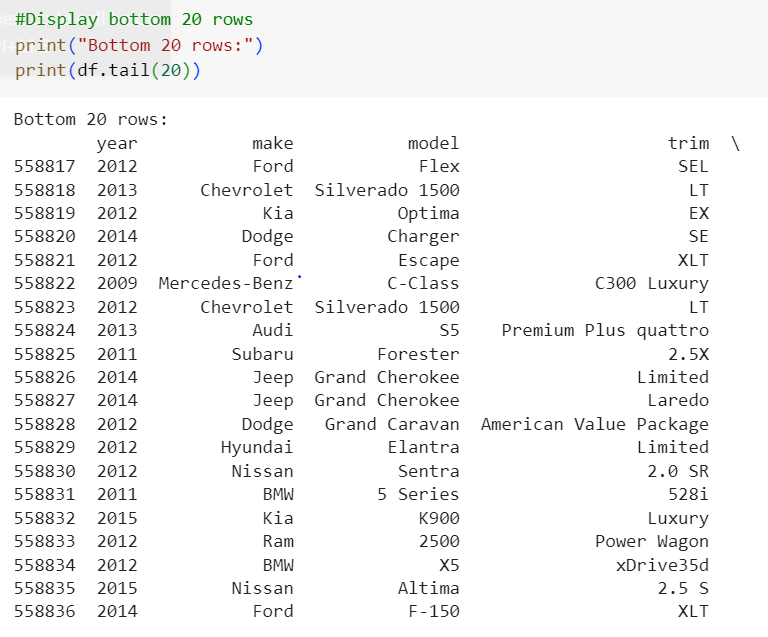 #Display bottom 20 rows
print("Bottom 20 rows:")
print(df.tail(20))
Bottom 20 rows:
year make model trim \
558817 2012 Ford Flex SEL
558818 2013 Chevrolet Silverado 1500 LT
558819 2012 Kia Optima EX
558820 2014 Dodge Charger SE
558821 2012 Ford Escape XLT
558822 2009 Mercedes-Benz C-Class C300 Luxury
558823 2012 Chevrolet Silverado 1500 LT
558824 2013 Audi S5 Premium Plus quattro
558825 2011 Subaru Forester 2.5X
558826 2014 Jeep Grand Cherokee Limited
558827 2014 Jeep Grand Cherokee Laredo
558828 2012 Dodge Grand Caravan American Value Package
558829 2012 Hyundai Elantra Limited
558830 2012 Nissan Sentra 2.0 SR
558831 2011 BMW 5 Series 528i
558832 2015 Kia K900 Luxury
558833 2012 Ram 2500 Power Wagon
558834 2012 BMW X5 xDrive35d
558835 2015 Nissan Altima 2.5 S
558836 2014 Ford F-150 XLT